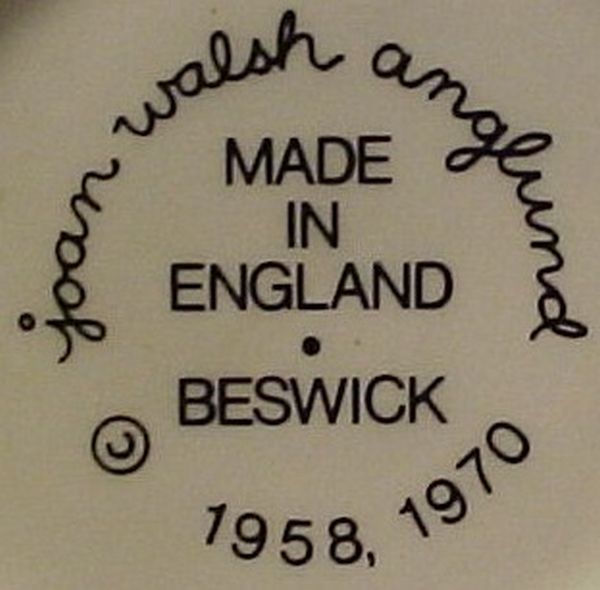 joan walsh anglund
MADE
IN
ENGLAND
•
BESWICK
© 1958, 1970